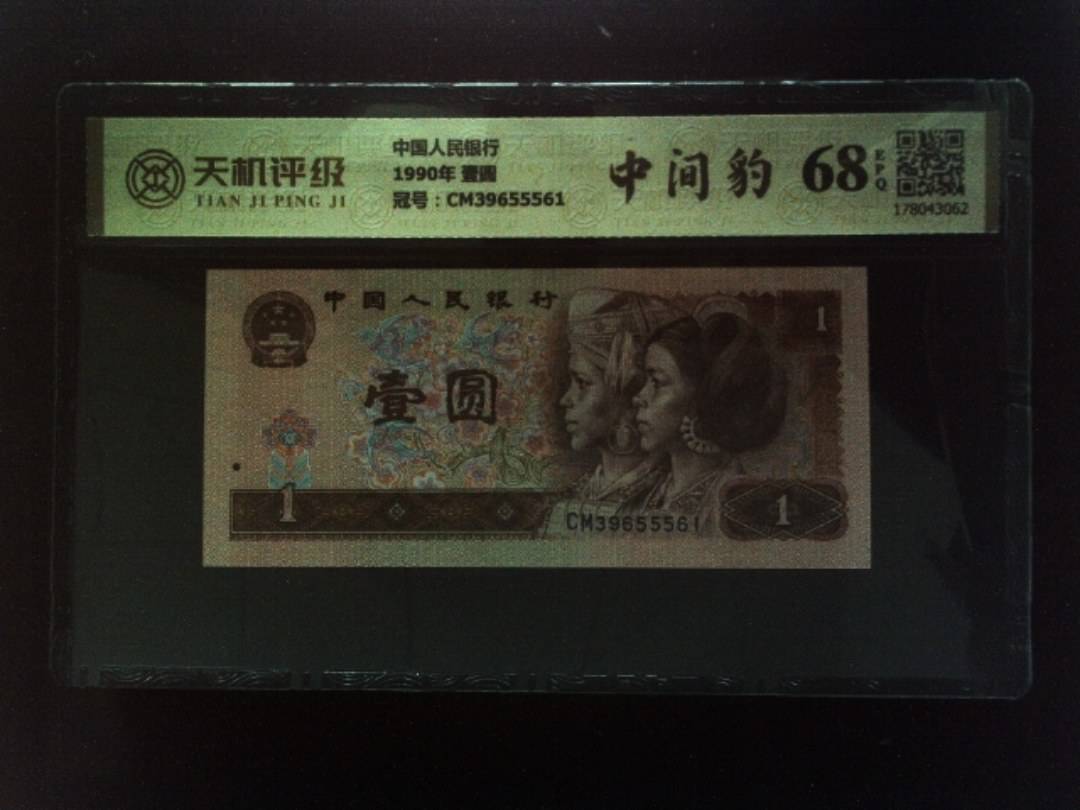 天机评级
TIAN JI PING JI
中国人民银行
1990年 壹圆
冠号：CM39655561
中间豹
68
EPQ
178043062
中国人民银行
1
壹圆
1
CM39655561
1